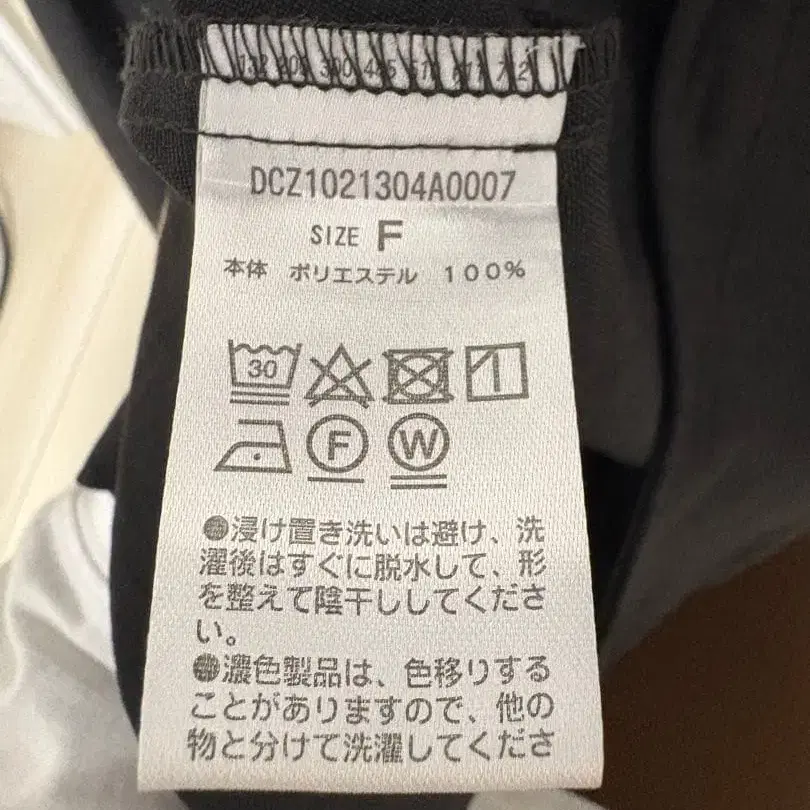 DCZ1021304A0007
SIZE F
本体 ポリエステル 100%
30
F W
●浸け置き洗いは避け、洗
濯後はすぐに脱水して、形
を整えて陰干ししてくださ
い。
●濃色製品は、色移りする
ことがありますので、他の
物と分けて洗濯してくださ